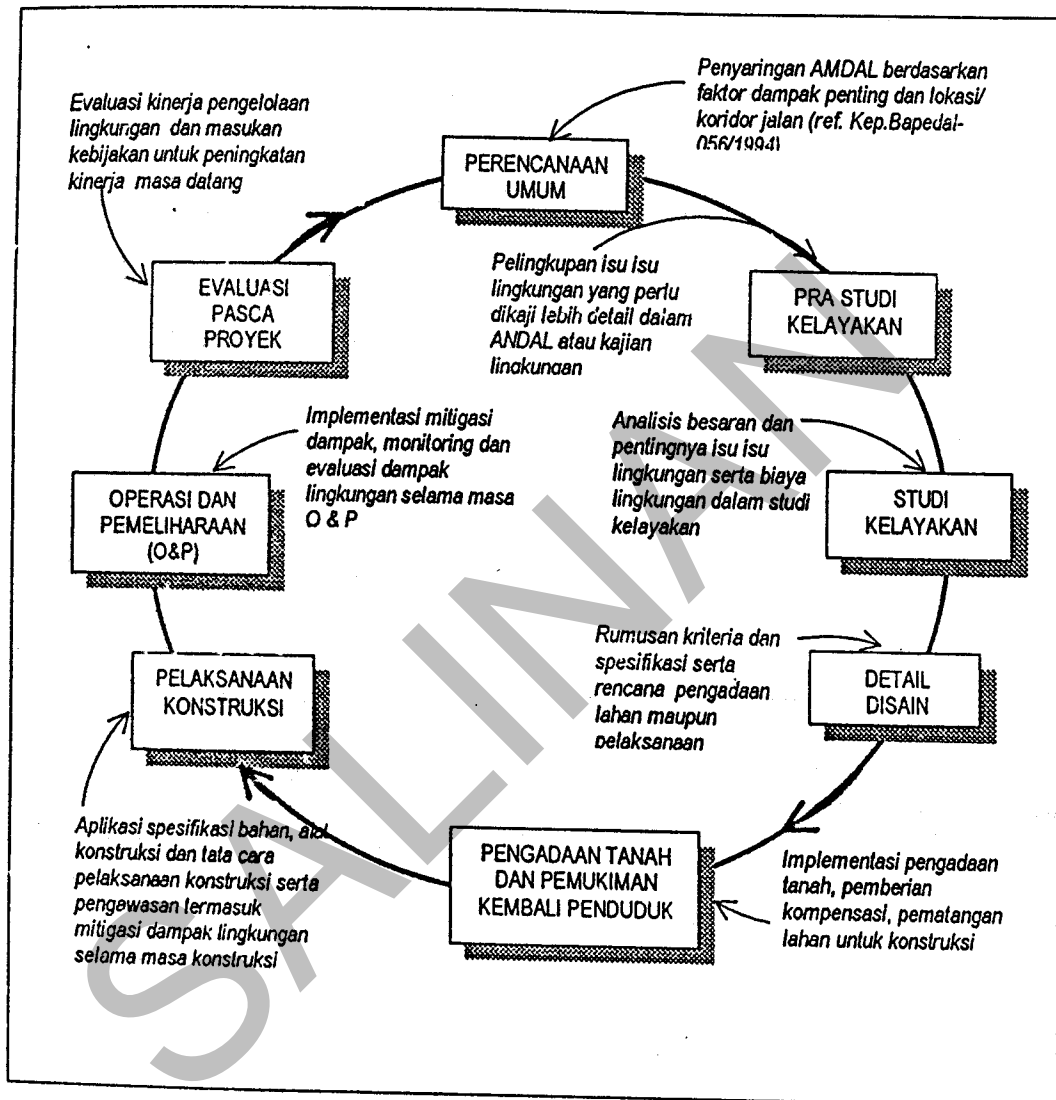 Penyaringan AMDAL berdasarkan
faktor dampak penting dan lokasi/
koridor jalan (ref. Kep.Bapedal-
056/1994)
PERENCANAAN
UMUM
Pelingkupan isu isu
lingkungan yang perlu
dikaji lebih detail dalam
ANDAL atau kajian
lingkungan
PRA STUDI
KELAYAKAN
Analisis besaran dan
pentingnya isu isu
lingkungan serta biaya
lingkungan dalam studi
kelayakan
STUDI
KELAYAKAN
Rumusan kriteria dan
spesifikasi serta
rencana pengadaan
lahan maupun
pelaksanaan
DETAIL
DISAIN
Implementasi pengadaan
tanah, pemberian
kompensasi, pematangan
lahan untuk konstruksi
PENGADAAN TANAH
DAN PEMUKIMAN
KEMBALI PENDUDUK
Aplikasi spesifikasi bahan, alat
konstruksi dan tata cara
pelaksanaan konstruksi serta
pengawasan termasuk
mitigasi dampak lingkungan
selama masa konstruksi
PELAKSANAAN
KONSTRUKSI
Implementasi mitigasi
dampak, monitoring dan
evaluasi dampak
lingkungan selama masa
O & P
OPERASI DAN
PEMELIHARAAN
(O&P)
Evaluasi kinerja pengelolaan
lingkungan dan masukan
kebijakan untuk peningkatan
kinerja masa datang
EVALUASI
PASCA
PROYEK
SALINAN